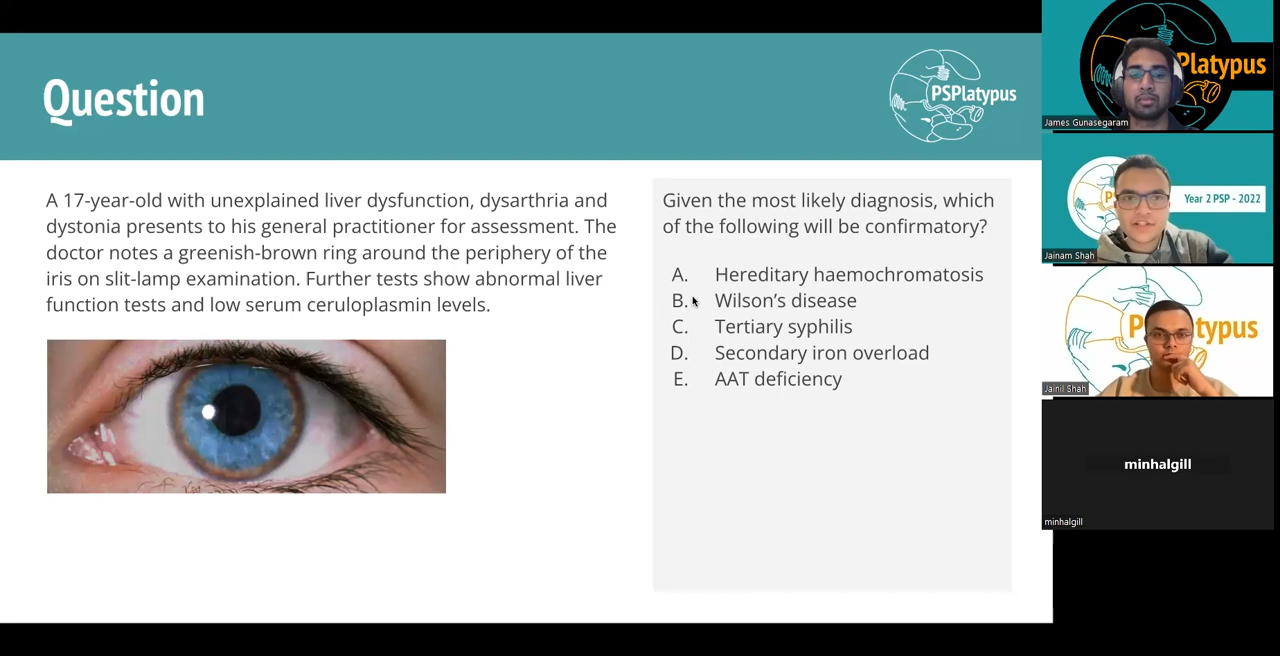 Question
PSPlatypus
A 17-year-old with unexplained liver dysfunction, dysarthria and
dystonia presents to his general practitioner for assessment. The
doctor notes a greenish-brown ring around the periphery of the
iris on slit-lamp examination. Further tests show abnormal liver
function tests and low serum ceruloplasmin levels.
Given the most likely diagnosis, which
of the following will be confirmatory?
A. Hereditary haemochromatosis
B. Wilson's disease
C. Tertiary syphilis
D. Secondary iron overload
E. AAT deficiency
Platypus
James Gunasegaram
Year 2 PSP - 2022
Jainam Shah
P typus
Jainil Shah
minhalgill
minhalgill